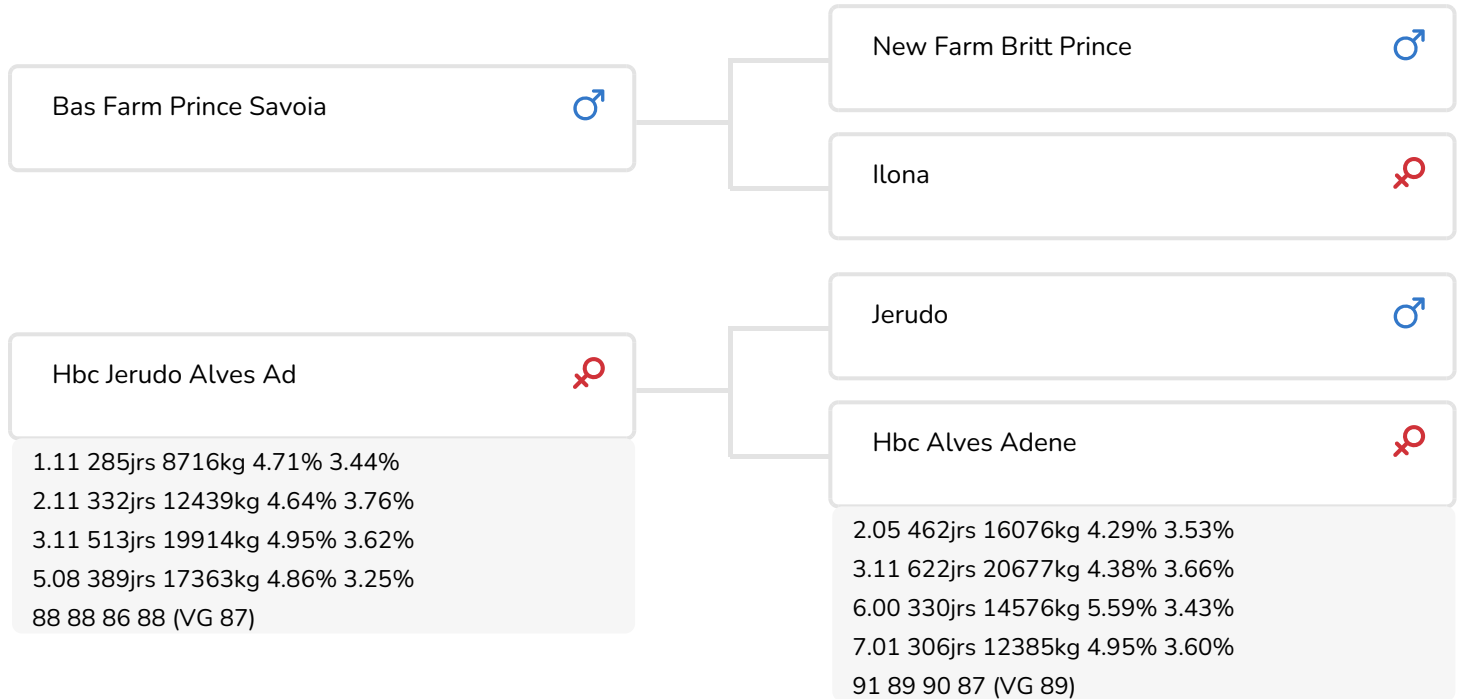 New Farm Britt Prince
Bas Farm Prince Savoia
Ilona
Jerudo
Hbc Jerudo Alves Ad
1.11 285jrs 8716kg 4.71% 3.44%
2.11 332jrs 12439kg 4.64% 3.76%
3.11 513jrs 19914kg 4.95% 3.62%
5.08 389jrs 17363kg 4.86% 3.25%
88 88 86 88 (VG 87)
Hbc Alves Adene
2.05 462jrs 16076kg 4.29% 3.53%
3.11 622jrs 20677kg 4.38% 3.66%
6.00 330jrs 14576kg 5.59% 3.43%
7.01 306jrs 12385kg 4.95% 3.60%
91 89 90 87 (VG 89)